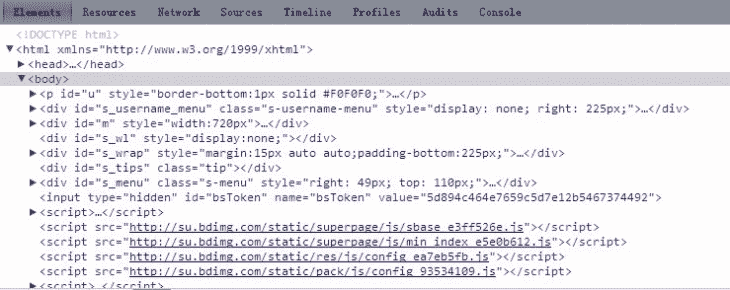 Elements Resources Network Sources Timeline Profiles Audits Console
<!DOCTYPE html>
▼<html xmlns="http://www.w3.org/1999/xhtml">
▶<head>…</head>
▼<body>
▶<p id="u" style="border-bottom:1px solid #F0F0F0;">…</p>
▶<div id="s_username_menu" class="s-username-menu" style="display: none; right: 225px;">…</div>
▶<div id="m" style="width:720px">…</div>
<div id="s_wl" style="display:none;"></div>
▶<div id="s_wrap" style="margin:15px auto auto;padding-bottom:225px;">…</div>
<div id="s_tips" class="tip"></div>
▶<div id="s_menu" class="s-menu" style="right: 49px; top: 110px;">…</div>
<input type="hidden" id="bsToken" name="bsToken" value="5d894c464e7659c5d7e12b5467374492">
▶<script>…</script>
<script src="http://su.bdimg.com/static/superpage/js/sbase_e3ff526e.js"></script>
<script src="http://su.bdimg.com/static/superpage/js/min_index_e5e0b612.js"></script>
<script src="http://su.bdimg.com/static/res/js/config_ea7eb5fb.js"></script>
<script src="http://su.bdimg.com/static/pack/js/config_93534109.js"></script>
▶<script>…</script>